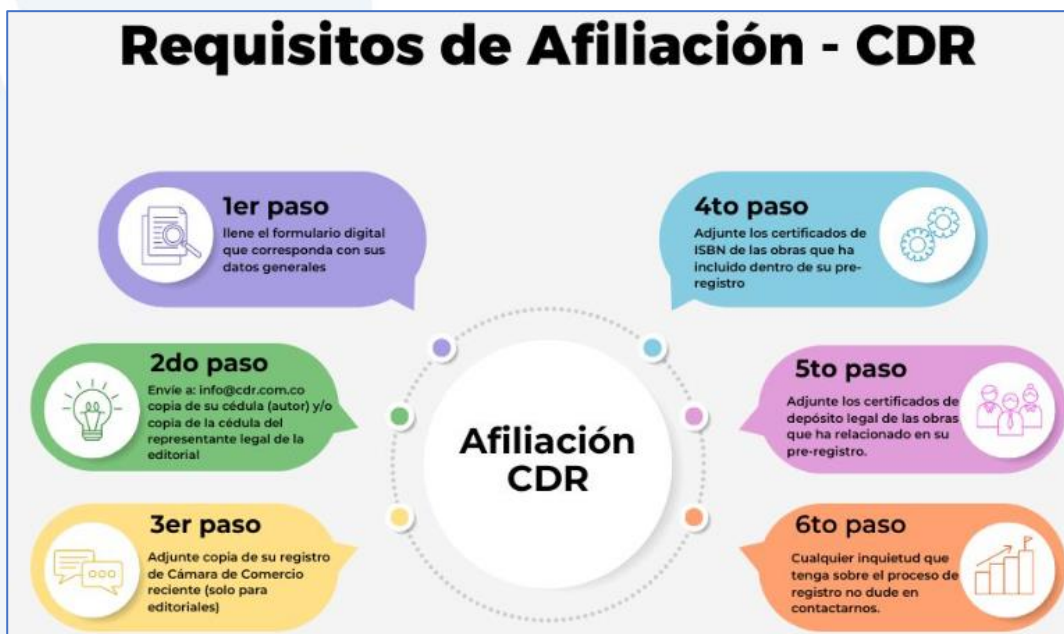 Requisitos de Afiliación - CDR
1er paso
llene el formulario digital
que corresponda con sus
datos generales
2do paso
Envíe a: info@cdr.com.co
copia de su cédula (autor) y/o
copia de la cédula del
representante legal de la
editorial
3er paso
Adjunte copia de su registro
de Cámara de Comercio
reciente (solo para
editoriales)
Afiliación
CDR
4to paso
Adjunte los certificados de
ISBN de las obras que ha
incluido dentro de su pre-
registro
5to paso
Adjunte los certificados de
depósito legal de las obras
que ha relacionado en su
pre-registro.
6to paso
Cualquier inquietud que
tenga sobre el proceso de
registro no dude en
contactarnos.